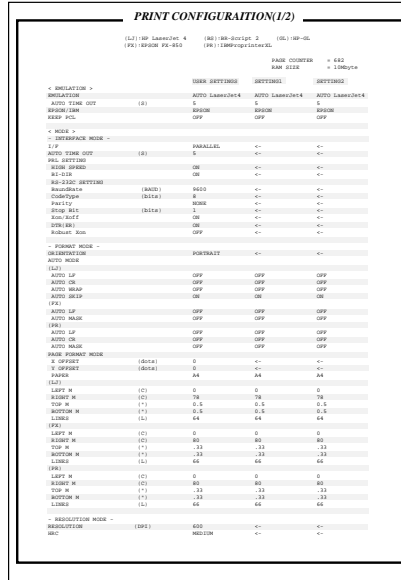 PRINT CONFIGURAITION(1/2)
(LJ):HP LaserJet 4 (BS):BR-Script 2 (GL):HP-GL
(FX):EPSON FX-850 (PR):IBMProprinterXL
PAGE COUNTER = 682
RAM SIZE = 10Mbyte
USER SETTINGS SETTING1 SETTING2
< EMULATION >
EMULATION AUTO LaserJet4 AUTO LaserJet4 AUTO LaserJet4
AUTO TIME OUT (S) 5 5 5
EPSON/IBM EPSON EPSON EPSON
KEEP PCL OFF OFF OFF
< MODE >
- INTERFACE MODE -
I/F PARALLEL <- <-
AUTO TIME OUT (S) 5 <- <-
PRL SETTING
HIGH SPEED ON <- <-
BI-DIR ON <- <-
RS-232C SETTING
BaundRate (BAUD) 9600 <- <-
CodeType (bits) 8 <- <-
Parity NONE <- <-
Stop Bit (bits) 1 <- <-
Xon/Xoff ON <- <-
DTR(ER) ON <- <-
Robust Xon OFF <- <-
- FORMAT MODE -
ORIENTATION PORTRAIT <- <-
AUTO MODE
(LJ)
AUTO LF OFF OFF OFF
AUTO CR OFF OFF OFF
AUTO WRAP OFF OFF OFF
AUTO SKIP ON ON ON
(FX)
AUTO LF OFF OFF OFF
AUTO MASK OFF OFF OFF
(PR)
AUTO LF OFF OFF OFF
AUTO CR OFF OFF OFF
AUTO MASK OFF OFF OFF
PAGE FORMAT MODE
X OFFSET (dots) 0 <- <-
Y OFFSET (dots) 0 <- <-
PAPER A4 A4 A4
(LJ)
LEFT M (C) 0 0 0
RIGHT M (C) 78 78 78
TOP M (") 0.5 0.5 0.5
BOTTOM M (") 0.5 0.5 0.5
LINES (L) 64 64 64
(FX)
LEFT M (C) 0 0 0
RIGHT M (C) 80 80 80
TOP M (") .33 .33 .33
BOTTOM M (") .33 .33 .33
LINES (L) 66 66 66
(PR)
LEFT M (C) 0 0 0
RIGHT M (C) 80 80 80
TOP M (") .33 .33 .33
BOTTOM M (") .33 .33 .33
LINES (L) 66 66 66
- RESOLUTION MODE -
RESOLUTION (DPI) 600 <- <-
HRC MEDIUM <- <-